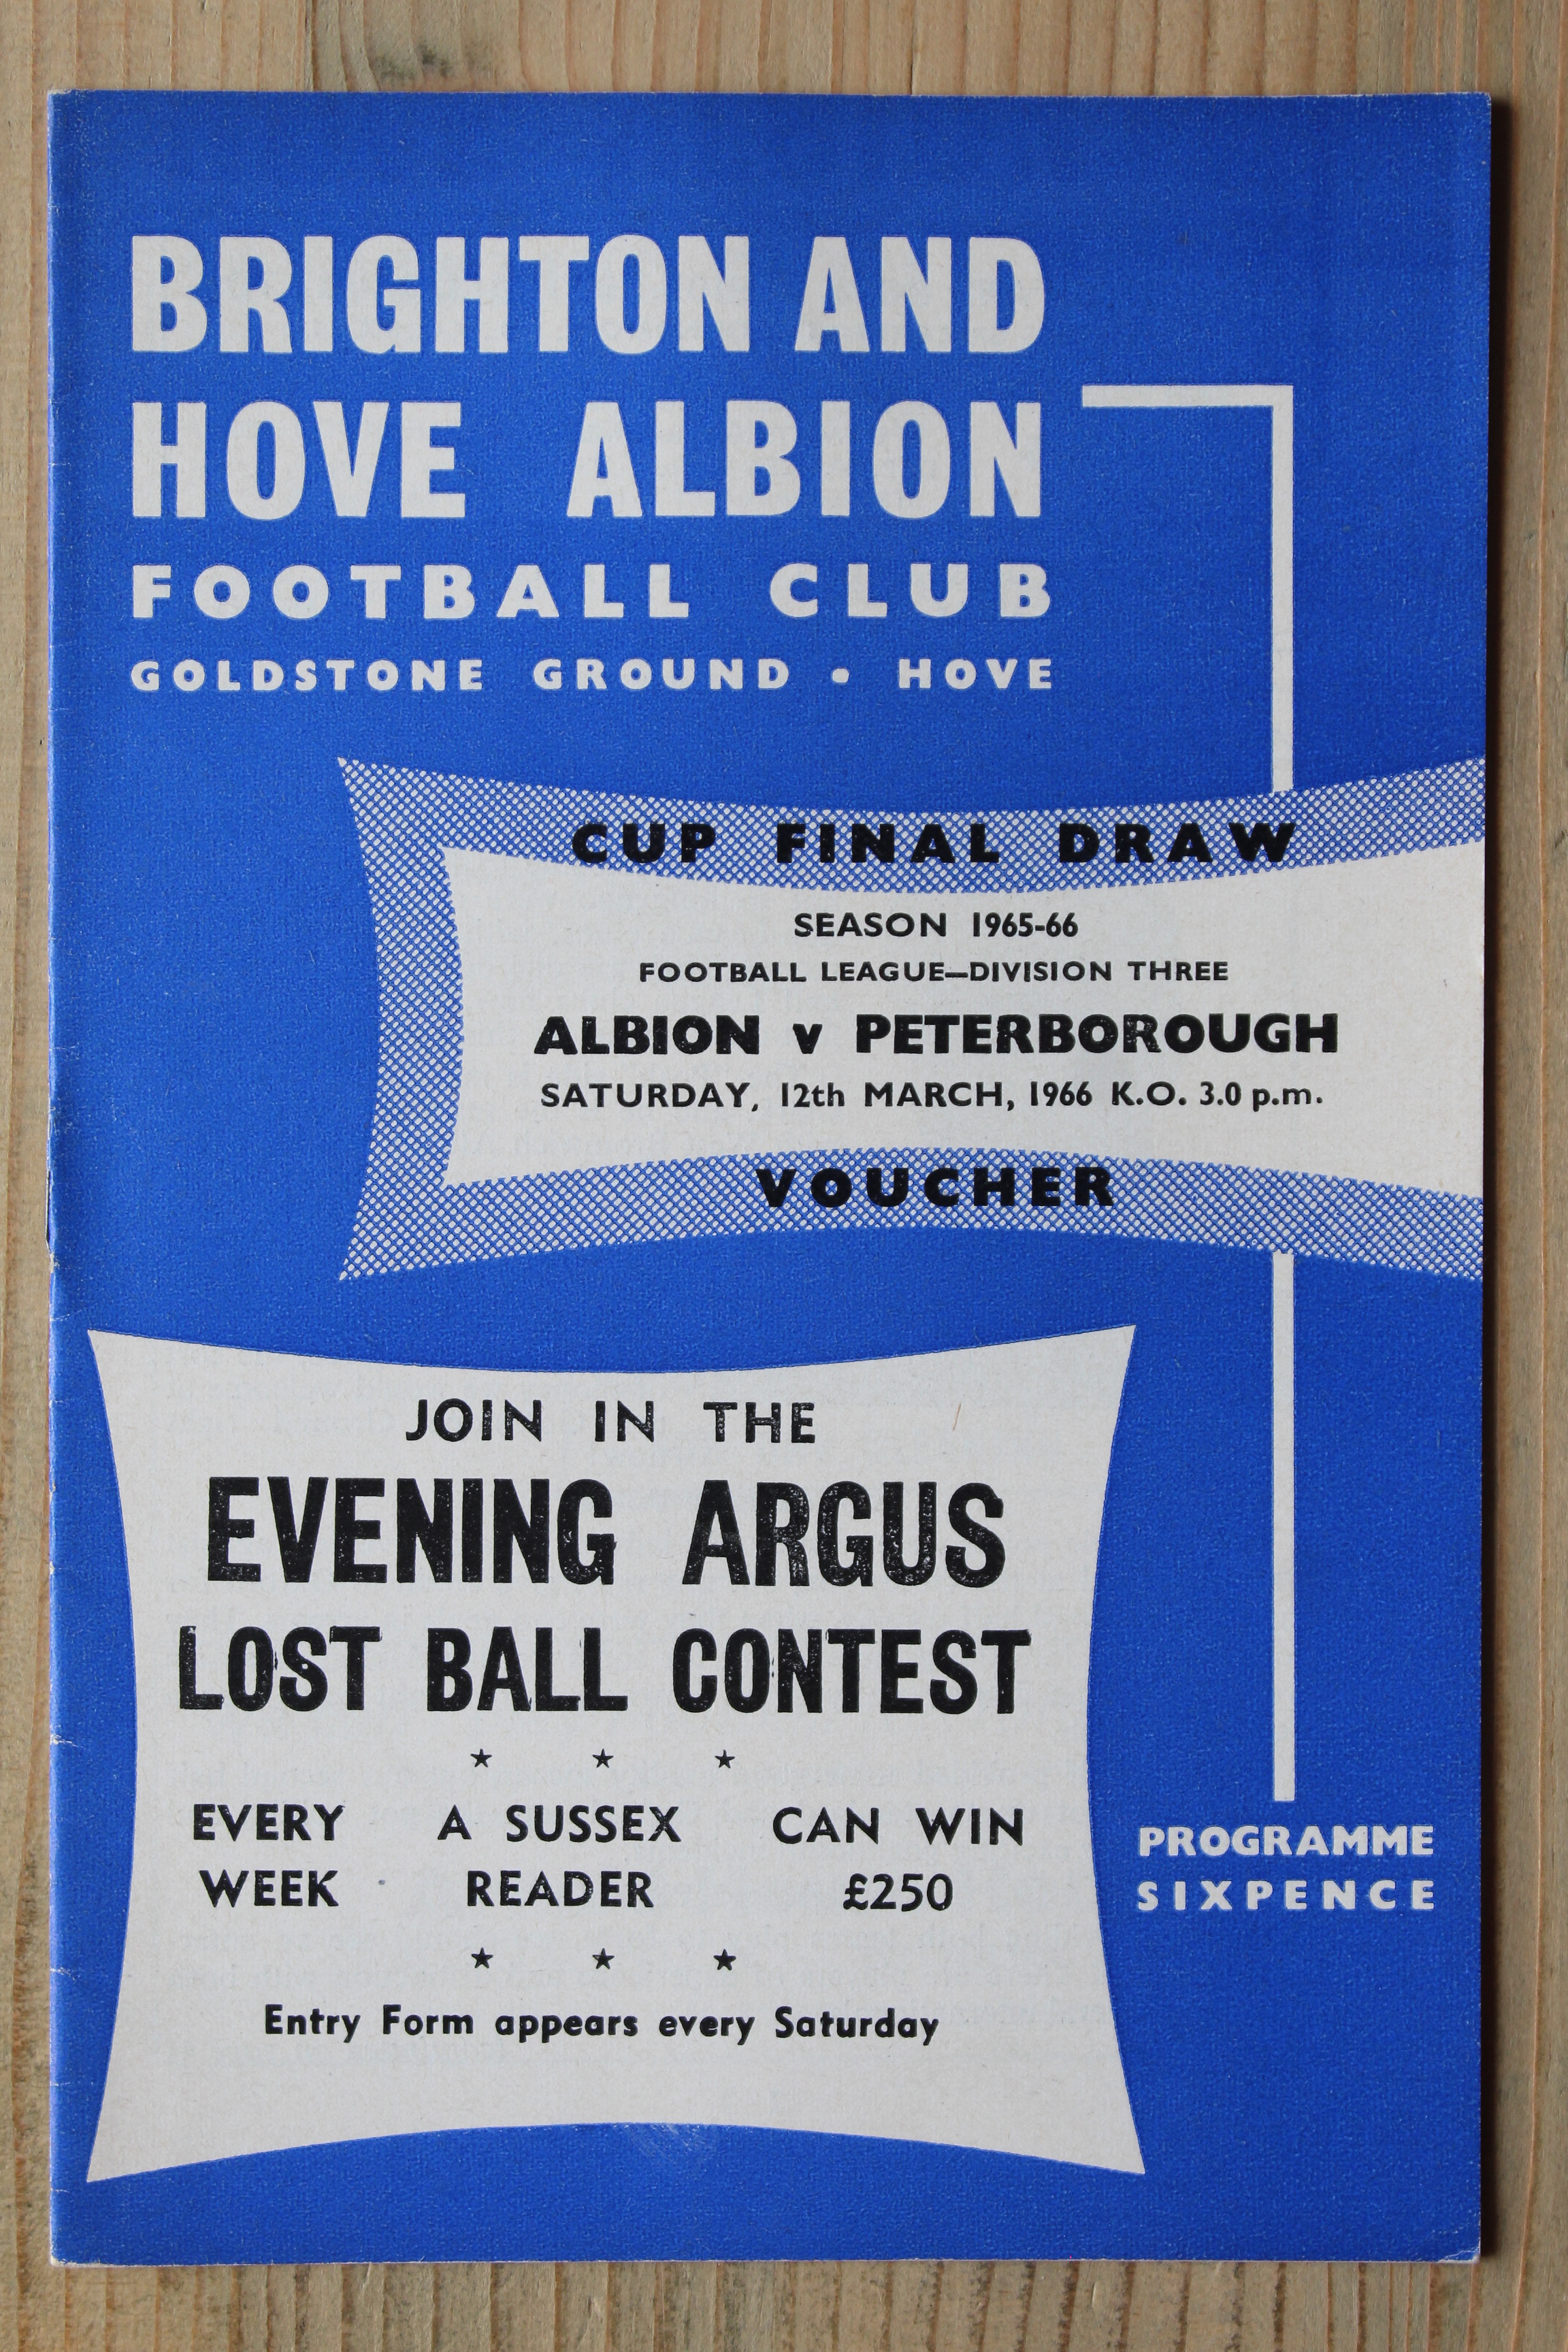 BRIGHTON AND
HOVE ALBION
FOOTBALL CLUB
GOLDSTONE GROUND • HOVE
CUP FINAL DRAW
SEASON 1965-66
FOOTBALL LEAGUE—DIVISION THREE
ALBION v PETERBOROUGH
SATURDAY, 12th MARCH, 1966 K.O. 3.0 p.m.
VOUCHER
JOIN IN THE
EVENING ARGUS
LOST BALL CONTEST
★ ★ ★
EVERY A SUSSEX CAN WIN
WEEK READER £250
★ ★ ★
Entry Form appears every Saturday
PROGRAMME
SIXPENCE